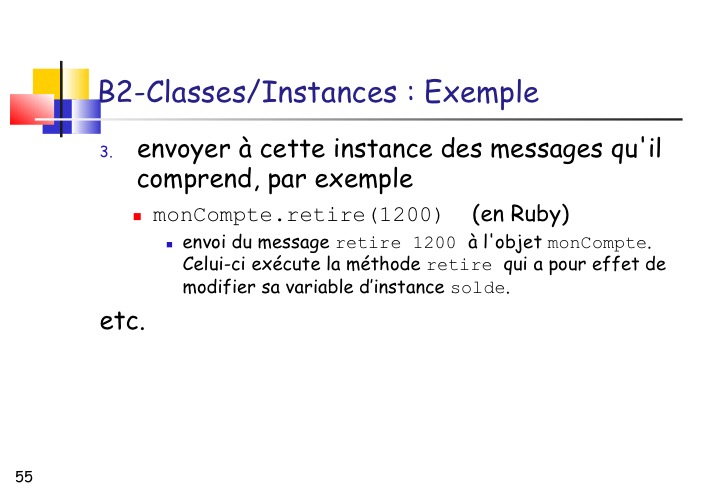 B2-Classes/Instances : Exemple
3. envoyer à cette instance des messages qu'il
comprend, par exemple
monCompte.retire(1200) (en Ruby)
envoi du message retire 1200 à l'objet monCompte.
Celui-ci exécute la méthode retire qui a pour effet de
modifier sa variable d’instance solde.
etc.
55